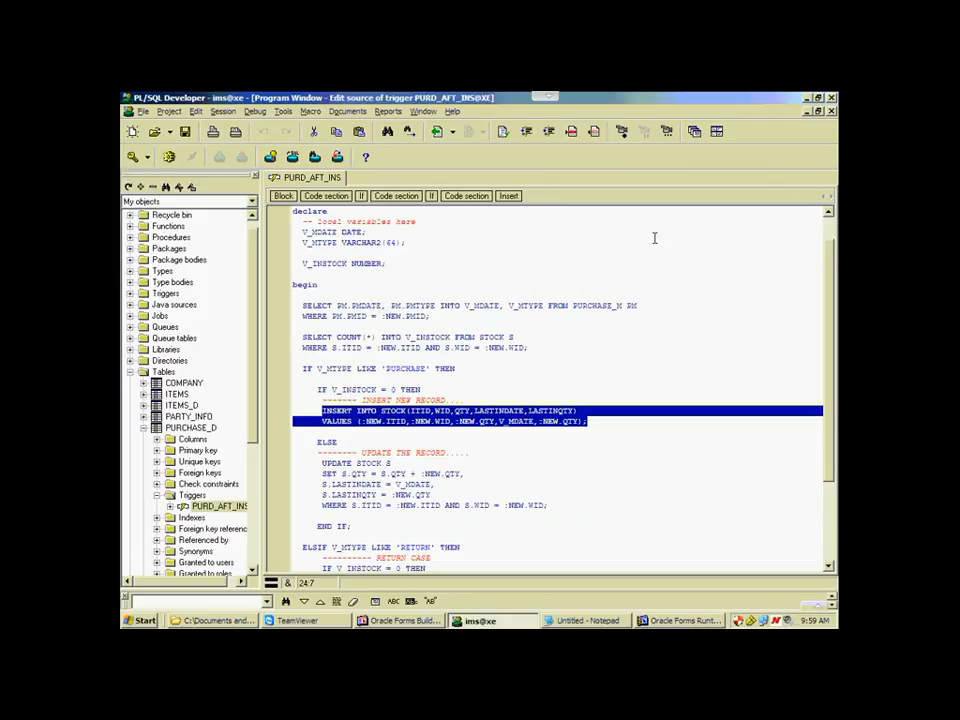 PL/SQL Developer - ims@xe - [Program Window - Edit source of trigger PURD_AFT_INS@XE]
File Project Edit Session Debug Tools Macro Documents Reports Window Help
PURD_AFT_INS
My objects
Block Code section If Code section If Code section Insert
Recycle bin
Functions
Procedures
Packages
Package bodies
Types
Type bodies
Triggers
Java sources
Jobs
Queues
Queue tables
Libraries
Directories
Tables
COMPANY
ITEMS
ITEMS_D
PARTY_INFO
PURCHASE_D
Columns
Primary key
Unique keys
Foreign keys
Check constraints
Triggers
PURD_AFT_INS
Indexes
Foreign key referenc
Referenced by
Synonyms
Granted to users
Granted to roles
declare
-- local variables here
V_MDATE DATE;
V_MTYPE VARCHAR2(64);
V_INSTOCK NUMBER;
begin
SELECT PM.PMDATE, PM.PMTYPE INTO V_MDATE, V_MTYPE FROM PURCHASE_M PM
WHERE PM.PMID = :NEW.PMID;
SELECT COUNT(*) INTO V_INSTOCK FROM STOCK S
WHERE S.ITID = :NEW.ITID AND S.WID = :NEW.WID;
IF V_MTYPE LIKE 'PURCHASE' THEN
IF V_INSTOCK = 0 THEN
------- INSERT NEW RECORD....
INSERT INTO STOCK(ITID,WID,QTY,LASTINDATE,LASTINQTY)
VALUES (:NEW.ITID,:NEW.WID,:NEW.QTY,V_MDATE,:NEW.QTY);
ELSE
------- UPDATE THE RECORD.....
UPDATE STOCK S
SET S.QTY = S.QTY + :NEW.QTY,
S.LASTINDATE = V_MDATE,
S.LASTINQTY = :NEW.QTY
WHERE S.ITID = :NEW.ITID AND S.WID = :NEW.WID;
END IF;
ELSIF V_MTYPE LIKE 'RETURN' THEN
---------- RETURN CASE
IF V_INSTOCK = 0 THEN
& 24:7
ABC "AB"
Start C:\Documents and... TeamViewer Oracle Forms Build... ims@xe Untitled - Notepad Oracle Forms Runt... 9:59 AM